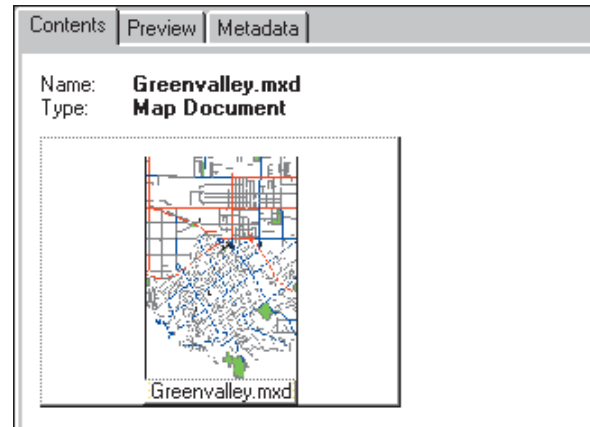 Contents Preview Metadata
Name: Greenvalley.mxd
Type: Map Document
Greenvalley.mxd